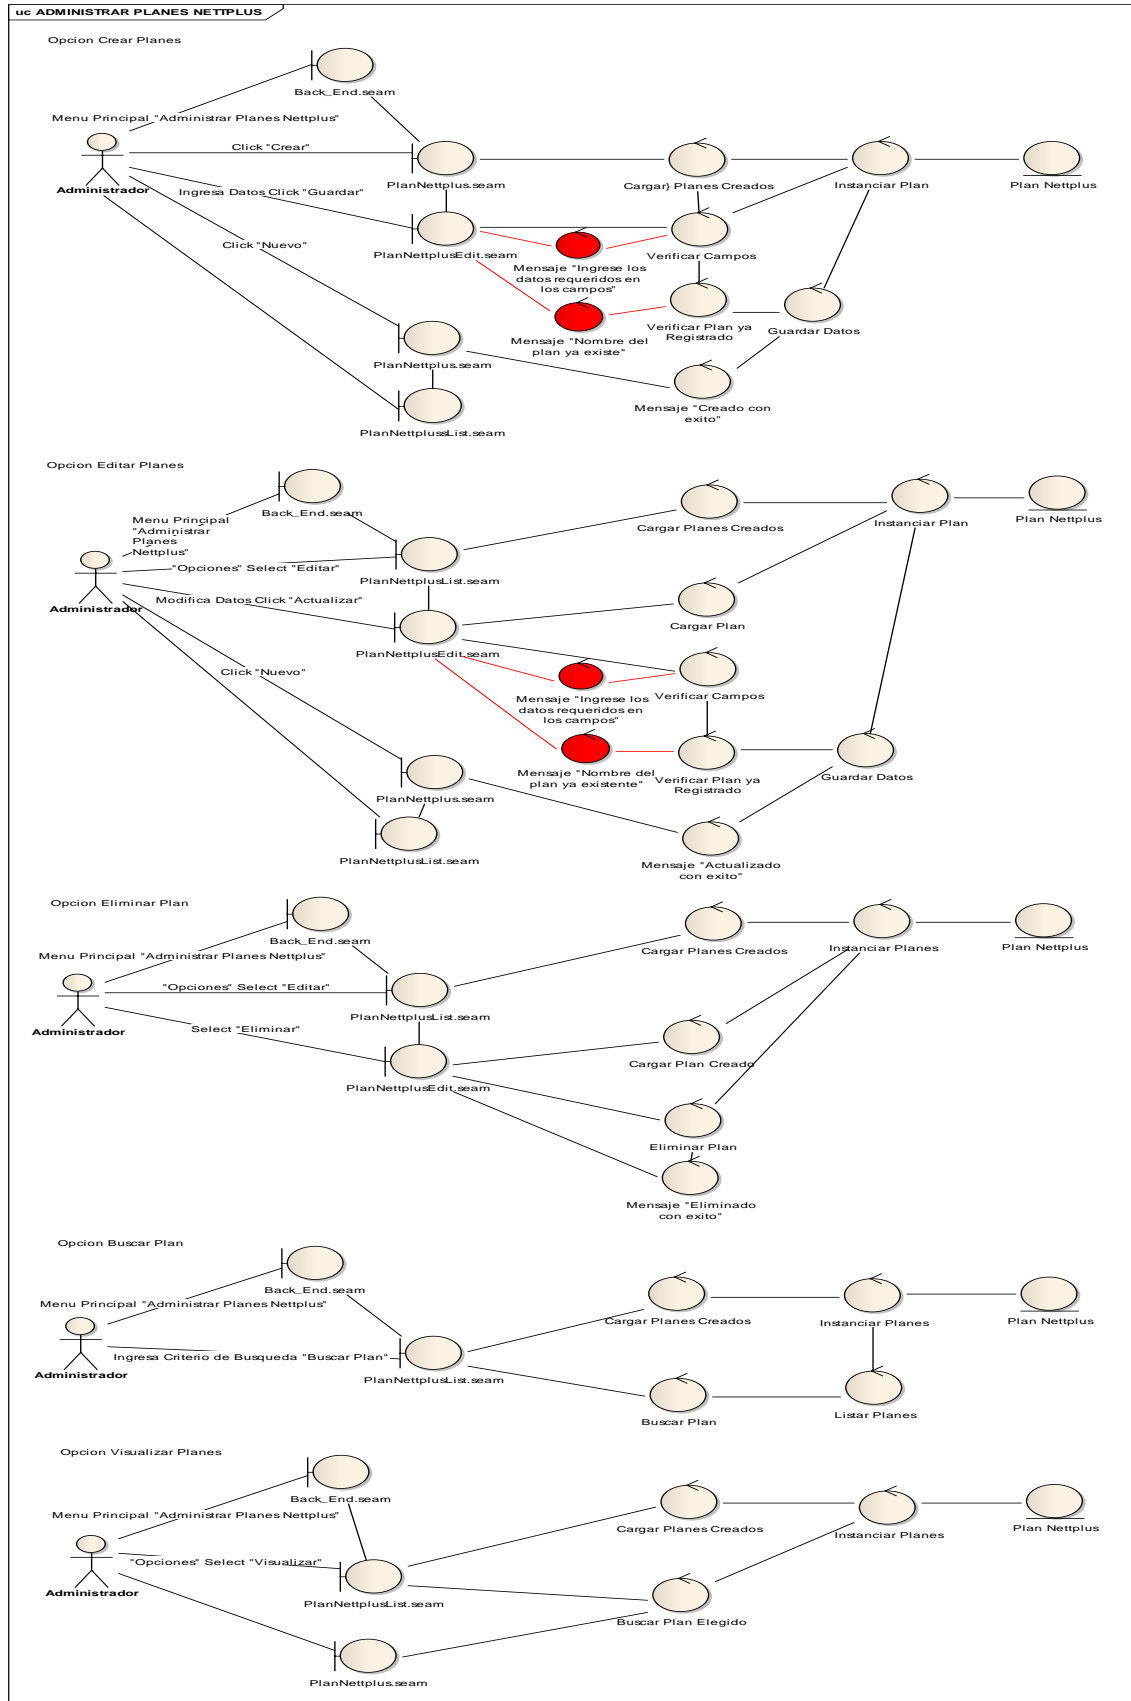 uc ADMINISTRAR PLANES NETTPLUS
Opcion Crear Planes
Back_End.seam
Menu Principal "Administrar Planes Nettplus"
Click "Crear"
Administrador
PlanNettplus.seam
Cargar} Planes Creados
Instanciar Plan
Plan Nettplus
Ingresa Datos Click "Guardar"
Click "Nuevo"
PlanNettplusEdit.seam
Mensaje "Ingrese los
datos requeridos en
los campos"
Verificar Campos
Mensaje "Nombre del
plan ya existe"
Verificar Plan ya
Registrado
Guardar Datos
PlanNettplus.seam
Mensaje "Creado con
exito"
PlanNettplussList.seam
Opcion Editar Planes
Back_End.seam
Menu Principal
"Administrar
Planes
Nettplus"
Cargar Planes Creados
Instanciar Plan
Plan Nettplus
"Opciones" Select "Editar"
PlanNettplusList.seam
Administrador
Modifica Datos Click "Actualizar"
Cargar Plan
PlanNettplusEdit.seam
Click "Nuevo"
Mensaje "Ingrese los
datos requeridos en
los campos"
Verificar Campos
Mensaje "Nombre del
plan ya existente"
Verificar Plan ya
Registrado
Guardar Datos
PlanNettplus.seam
PlanNettplusList.seam
Mensaje "Actualizado
con exito"
Opcion Eliminar Plan
Back_End.seam
Menu Principal "Administrar Planes Nettplus"
Cargar Planes Creados
Instanciar Planes
Plan Nettplus
"Opciones" Select "Editar"
Administrador
PlanNettplusList.seam
Select "Eliminar"
Cargar Plan Creado
PlanNettplusEdit.seam
Eliminar Plan
Mensaje "Eliminado
con exito"
Opcion Buscar Plan
Back_End.seam
Menu Principal "Administrar Planes Nettplus"
Cargar Planes Creados
Instanciar Planes
Plan Nettplus
Ingresa Criterio de Busqueda "Buscar Plan"
Administrador
PlanNettplusList.seam
Buscar Plan
Listar Planes
Opcion Visualizar Planes
Back_End.seam
Menu Principal "Administrar Planes Nettplus"
Cargar Planes Creados
Instanciar Planes
Plan Nettplus
"Opciones" Select "Visualizar"
Administrador
PlanNettplusList.seam
Buscar Plan Elegido
PlanNettplus.seam